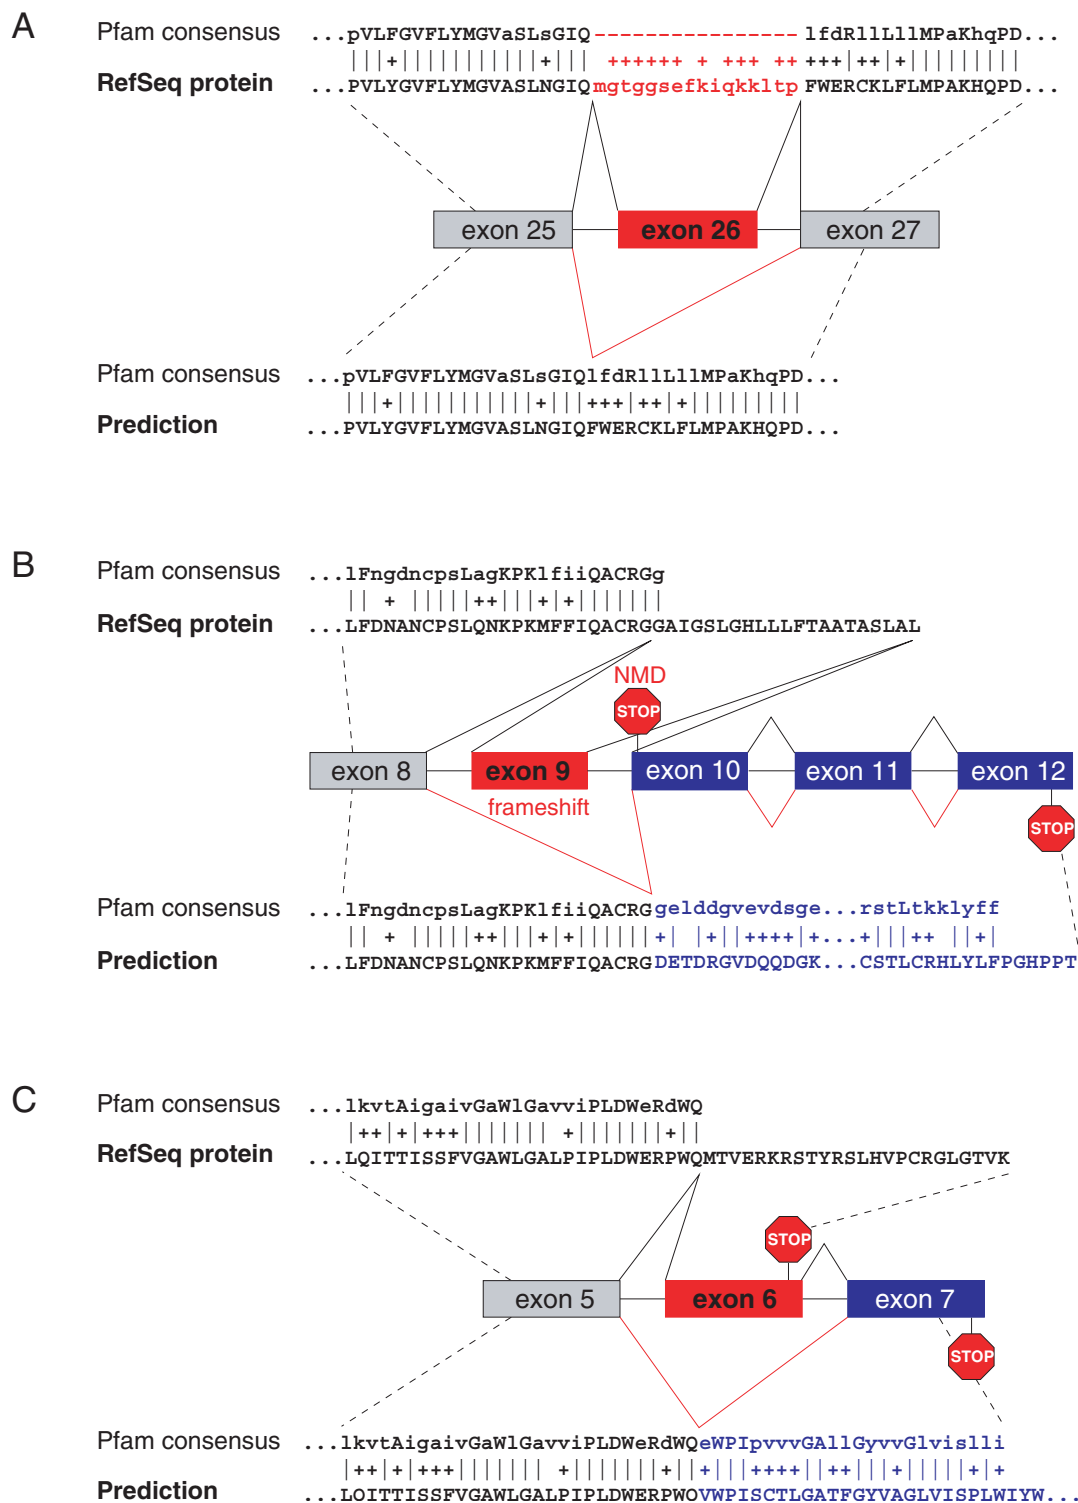 A
Pfam consensus ...pVLFGVFLYMGVaSLsGIQ---------------lfdRllLllMPaKhqPD...
|||+|||||||||||+||| ++++++ + +++ ++ +++|++|+|||||||||
RefSeq protein ...PVLYGVFLYMGVASLNGIQmgtggsefkiqkkltpFWERCKLFLMPAKHQPD...
exon 25 exon 26 exon 27
Pfam consensus ...pVLFGVFLYMGVaSLsGIQlfdRllLllMPaKhqPD...
|||+|||||||||||+||||+++|++|+|||||||||
Prediction ...PVLYGVFLYMGVASLNGIQFWERCKLFLMPAKHQPD...
B
Pfam consensus ...lFngdncpsLagKPKlfiiQACRGg
|| + |||||++|||+|+|||||||
RefSeq protein ...LFDNANCPSLQNKPKMFFIQACRGGAIGSLGHLLLFTAATASLAL
NMD
STOP
exon 8 exon 9 exon 10 exon 11 exon 12
frameshift
STOP
Pfam consensus ...lFngdncpsLagKPKlfiiQACRGgelddgvevdsge...rstLtkklyff
|| + |||||++|||+|+|||||||+| |+||++++|+...+|||++ ||+|
Prediction ...LFDNANCPSLQNKPKMFFIQACRGDETDRGVDQQDGK...CSTLCRHLYLFPGHPPT
C
Pfam consensus ...lkvtAigaivGaWlGavviPLDWeRdWQ
|++|+|+++||||||| +|||||||+||
RefSeq protein ...LQITTISSFVGAWLGALPIPLDWERPWQMTVERKRSTYRSLHVPCRGLGTVK
STOP
exon 5 exon 6 exon 7
STOP
Pfam consensus ...lkvtAigaivGaWlGavviPLDWeRdWQeWPIpvvvGAllGyvvGlvislli
|++|+|+++||||||| +|||||||+||+|||++++||++|||+|||||+|+
Prediction ...LQITTISSFVGAWLGALPIPLDWERPWQVWPISCTLGATFGYVAGLVISPLWIYW...